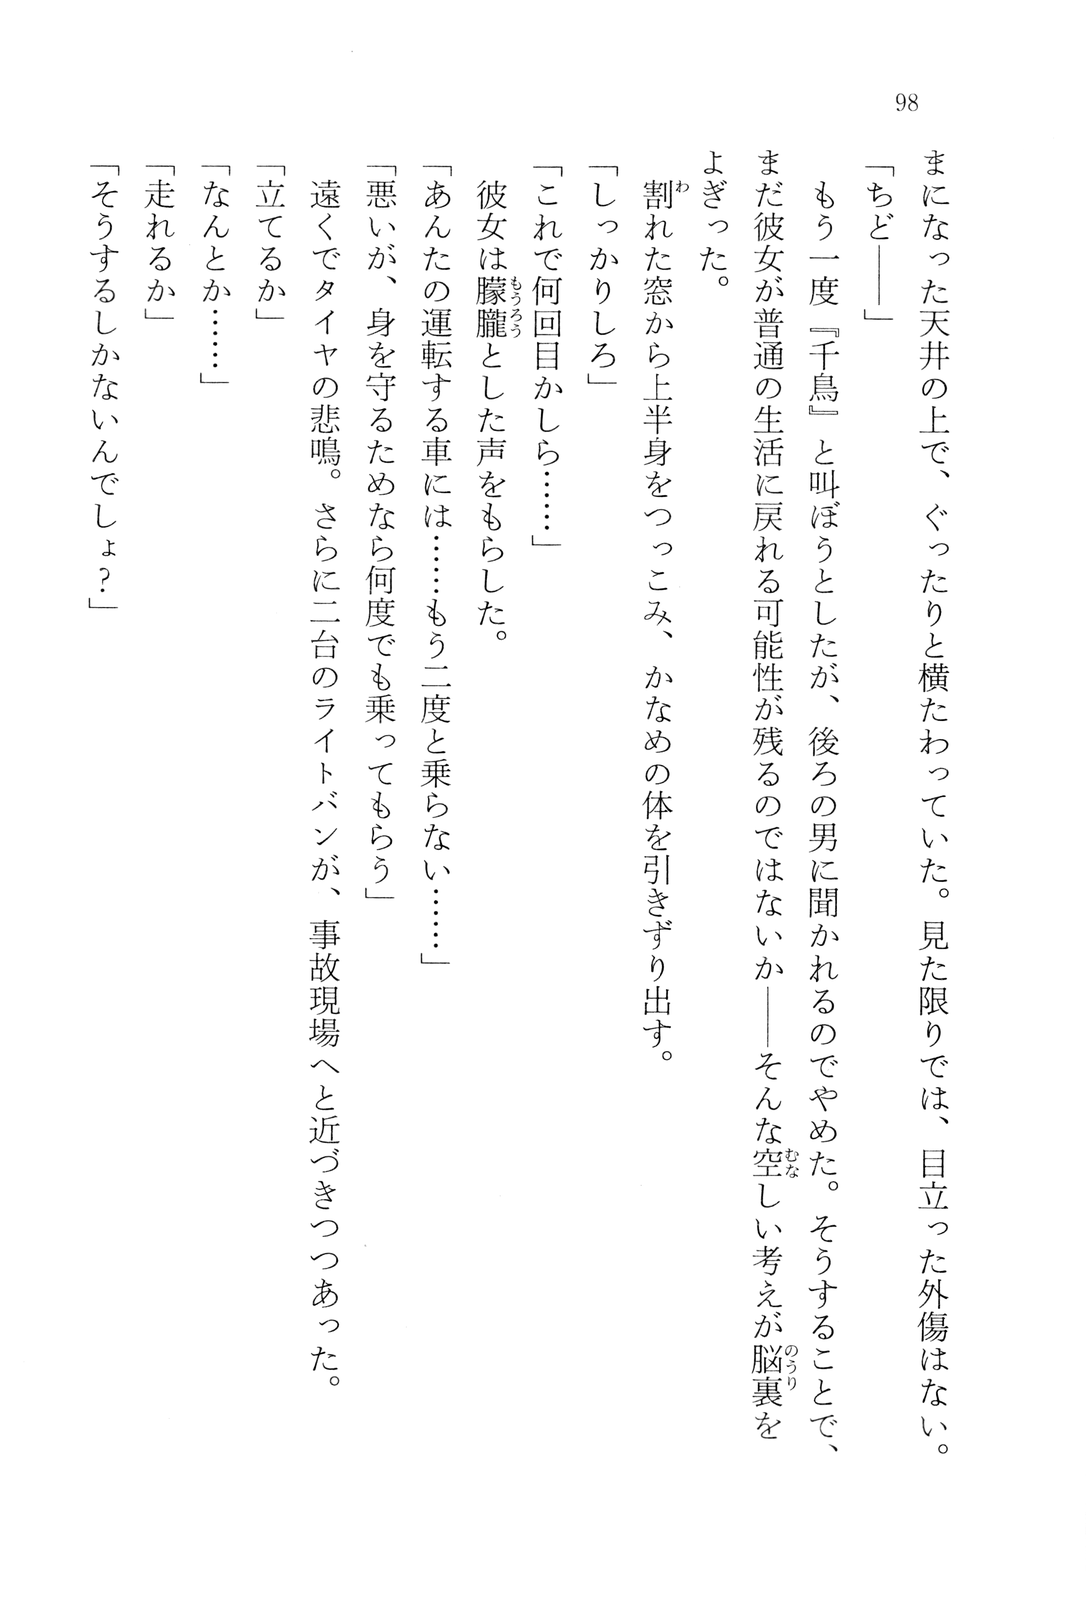 98
まになった天井の上で、ぐったりと横たわっていた。見た限りでは、目立った外傷はない。
「ちど――」
もう一度『千鳥』と叫ぼうとしたが、後ろの男に聞かれるのでやめた。そうすることで、
まだ彼女が普通の生活に戻れる可能性が残るのではないか――そんな空しい考えが脳裏を
よぎった。
割れた窓から上半身をつっこみ、かなめの体を引きずり出す。
「しっかりしろ」
「これで何回目かしら……」
彼女は朦朧とした声をもらした。
「あんたの運転する車には……もう二度と乗らない……」
「悪いが、身を守るためなら何度でも乗ってもらう」
遠くでタイヤの悲鳴。さらに二台のライトバンが、事故現場へと近づきつつあった。
「立てるか」
「なんとか……」
「走れるか」
「そうするしかないんでしょ?」